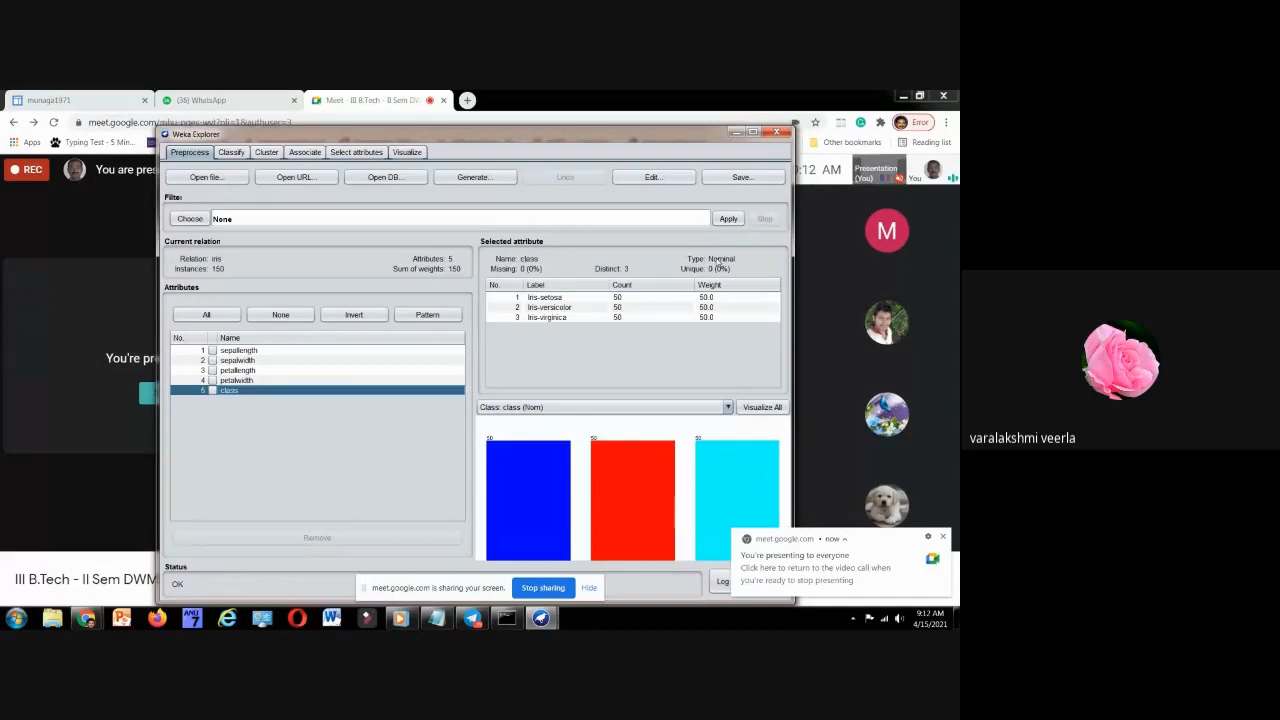 munaga1971
(36) WhatsApp
Meet - III B.Tech - II Sem DW
Apps
Typing Test - 5 Min...
Error
Other bookmarks
Reading list
Weka Explorer
Preprocess Classify Cluster Associate Select attributes Visualize
Open file... Open URL... Open DB... Generate... Undo Edit... Save...
Filter
Choose None Apply Stop
REC
You are pres
9:12 AM
Presentation
(You)
You
Current relation
Relation: iris Attributes: 5
Instances: 150 Sum of weights: 150
Attributes
All None Invert Pattern
No. Name
1 sepallength
2 sepalwidth
3 petallength
4 petalwidth
5 class
Remove
Selected attribute
Name: class Type: Nominal
Missing: 0 (0%) Distinct: 3 Unique: 0 (0%)
No. Label Count Weight
1 Iris-setosa 50 50.0
2 Iris-versicolor 50 50.0
3 Iris-virginica 50 50.0
Class: class (Nom) Visualize All
50 50 50
M
You're pre
Status
OK
Log
meet.google.com is sharing your screen. Stop sharing Hide
meet.google.com • now
You're presenting to everyone
Click here to return to the video call when
you're ready to stop presenting
III B.Tech - II Sem DWM
9:12 AM
4/15/2021
varalakshmi veerla